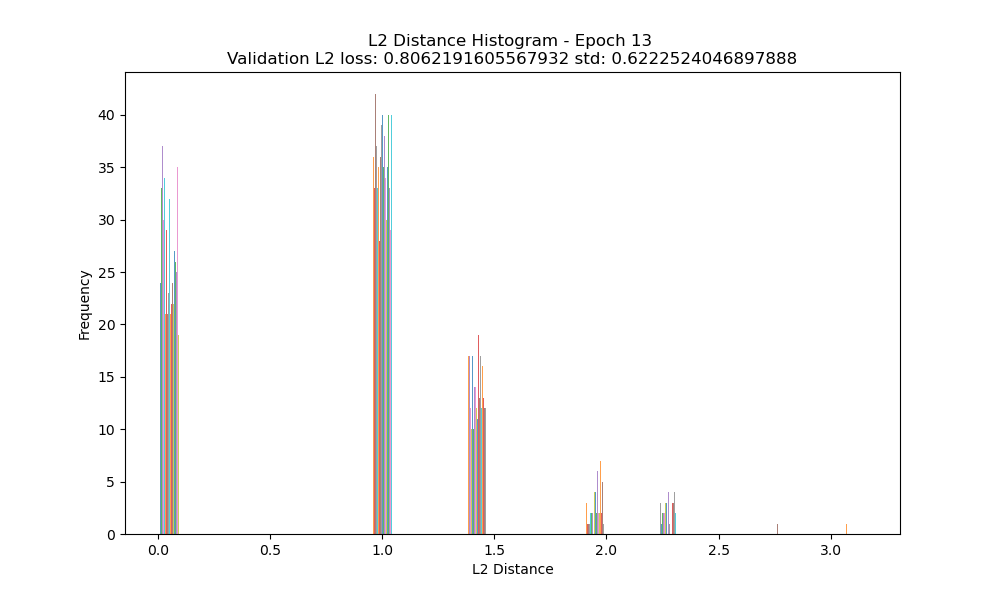 L2 Distance Histogram - Epoch 13
Validation L2 loss: 0.8062191605567932 std: 0.6222524046897888
40
35
30
25
20
15
10
5
0
Frequency
0.0 0.5 1.0 1.5 2.0 2.5 3.0
L2 Distance